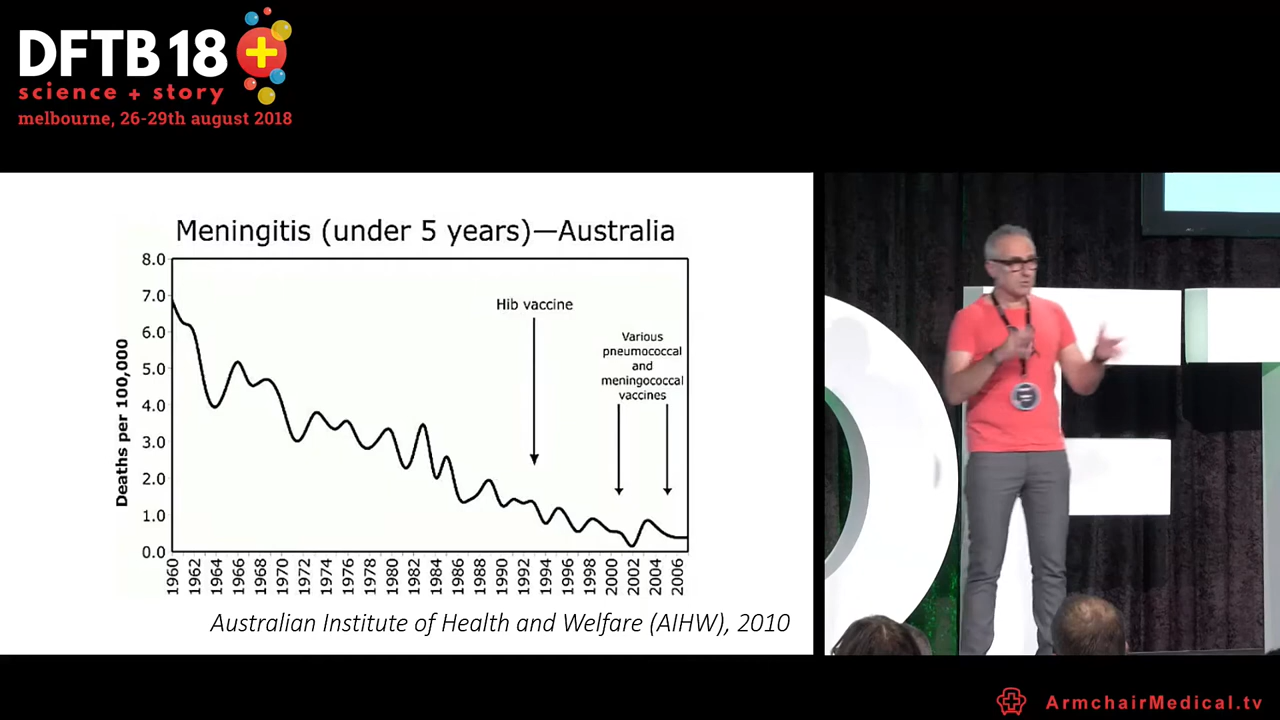 DFTB 18
science + story
melbourne, 26-29th august 2018
Meningitis (under 5 years)—Australia
8.0
7.0
6.0
5.0
4.0
3.0
2.0
1.0
0.0
Deaths per 100,000
Hib vaccine
Various
pneumococcal
and
meningococcal
vaccines
1960
1962
1964
1966
1968
1970
1972
1974
1976
1978
1980
1982
1984
1986
1988
1990
1992
1994
1996
1998
2000
2002
2004
2006
Australian Institute of Health and Welfare (AIHW), 2010
DFT
ArmchairMedical.tv